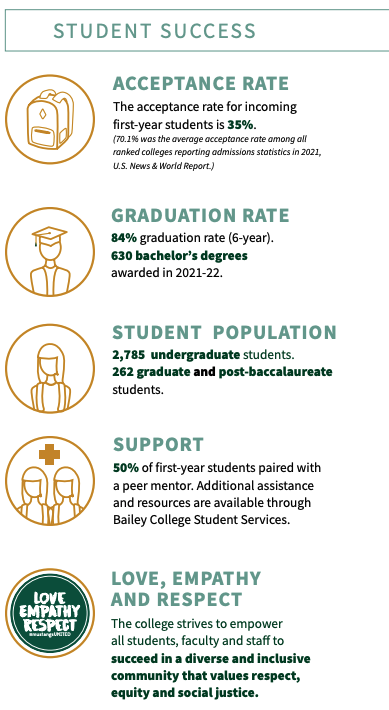 STUDENT SUCCESS
ACCEPTANCE RATE
The acceptance rate for incoming
first-year students is 35%.
(70.1% was the average acceptance rate among all
ranked colleges reporting admissions statistics in 2021,
U.S. News & World Report.)
GRADUATION RATE
84% graduation rate (6-year).
630 bachelor's degrees
awarded in 2021-22.
STUDENT POPULATION
2,785 undergraduate students.
262 graduate and post-baccalaureate
students.
SUPPORT
50% of first-year students paired with
a peer mentor. Additional assistance
and resources are available through
Bailey College Student Services.
LOVE
EMPATHY
RESPECT
#mustangsUNITED
LOVE, EMPATHY
AND RESPECT
The college strives to empower
all students, faculty and staff to
succeed in a diverse and inclusive
community that values respect,
equity and social justice.